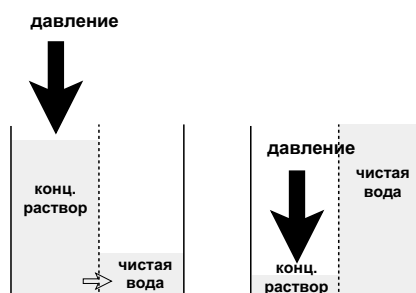 давление
конц.
раствор
чистая
вода
давление
конц.
раствор
чистая
вода